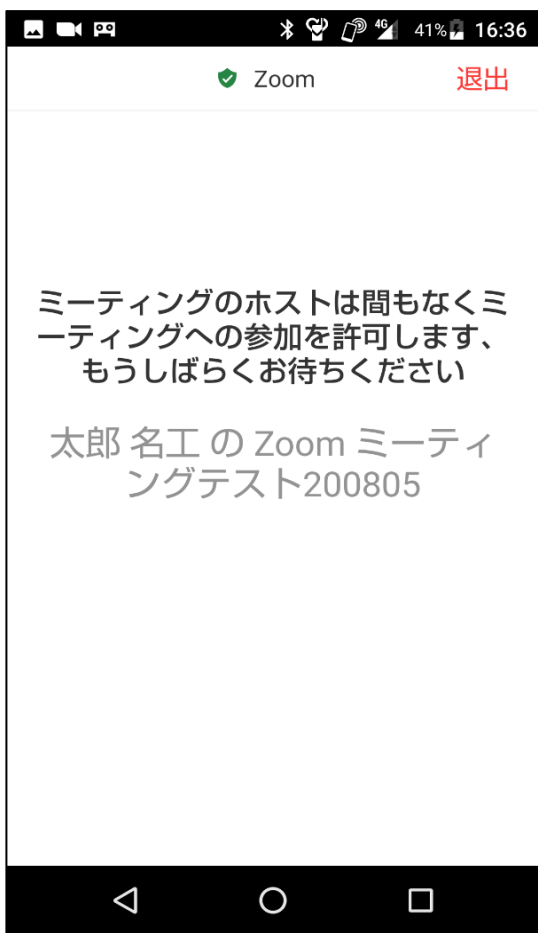 4G 41% 16:36
Zoom 退出
ミーティングのホストは間もなくミ
ーティングへの参加を許可します、
もうしばらくお待ちください
太郎 名工 の Zoom ミーティ
ングテスト200805